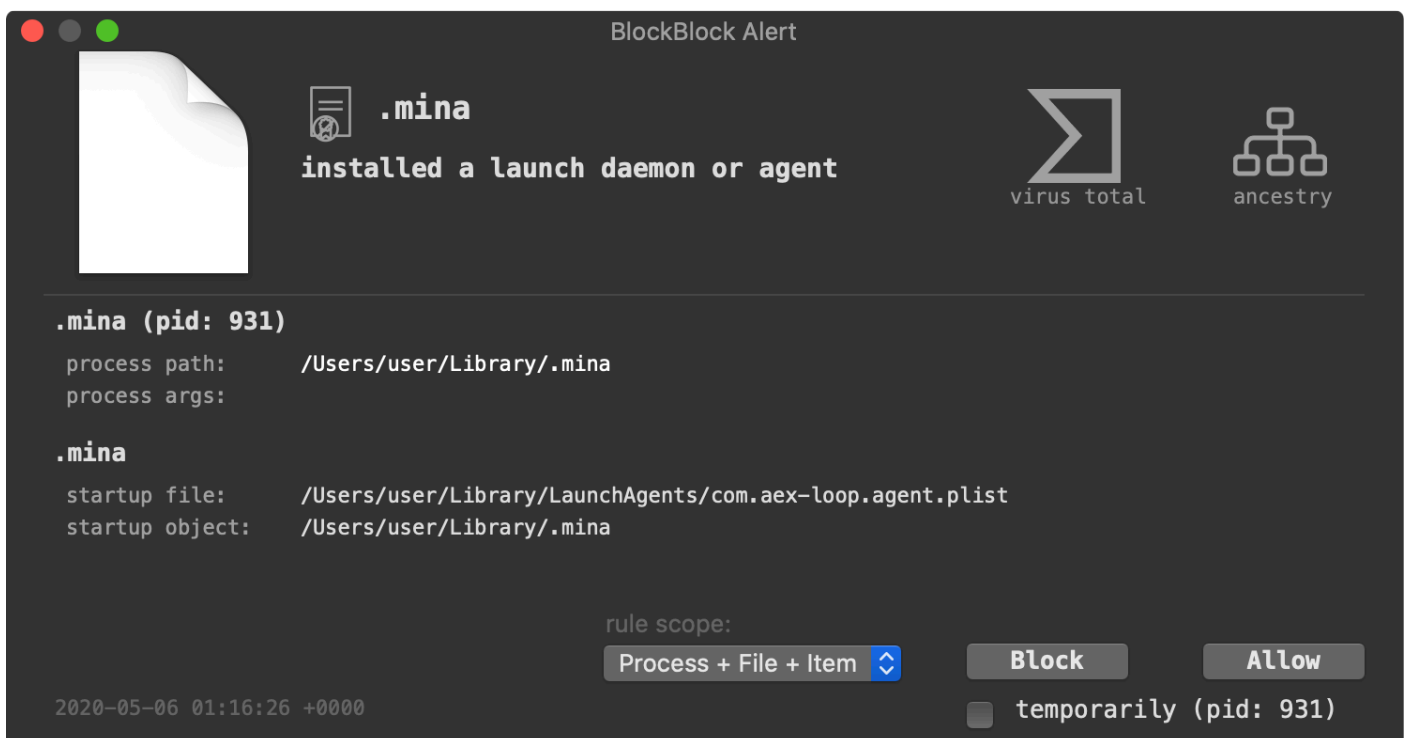 BlockBlock Alert
.mina
installed a launch daemon or agent
virus total
ancestry
.mina (pid: 931)
process path: /Users/user/Library/.mina
process args:
.mina
startup file: /Users/user/Library/LaunchAgents/com.aex-loop.agent.plist
startup object: /Users/user/Library/.mina
rule scope:
Process + File + Item
Block
Allow
2020-05-06 01:16:26 +0000
temporarily (pid: 931)